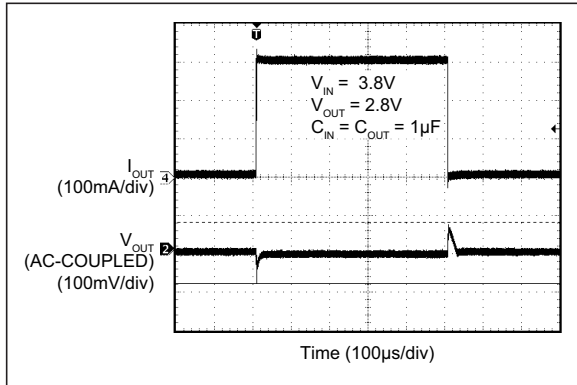 T
V_IN = 3.8V
V_OUT = 2.8V
C_IN = C_OUT = 1µF
I_OUT
(100mA/div)
4
V_OUT
(AC-COUPLED)
(100mV/div)
2
Time (100µs/div)